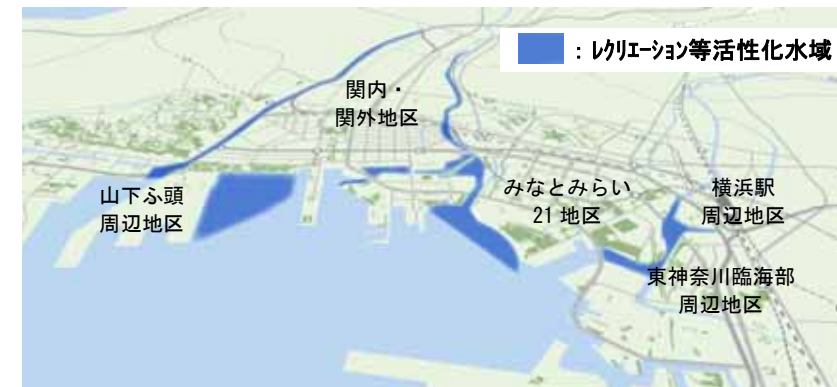 ：ﾚｸﾘｴｰｼｮﾝ等活性化水域
関内・
関外地区
山下ふ頭
周辺地区
みなとみらい
21 地区
横浜駅
周辺地区
東神奈川臨海部
周辺地区